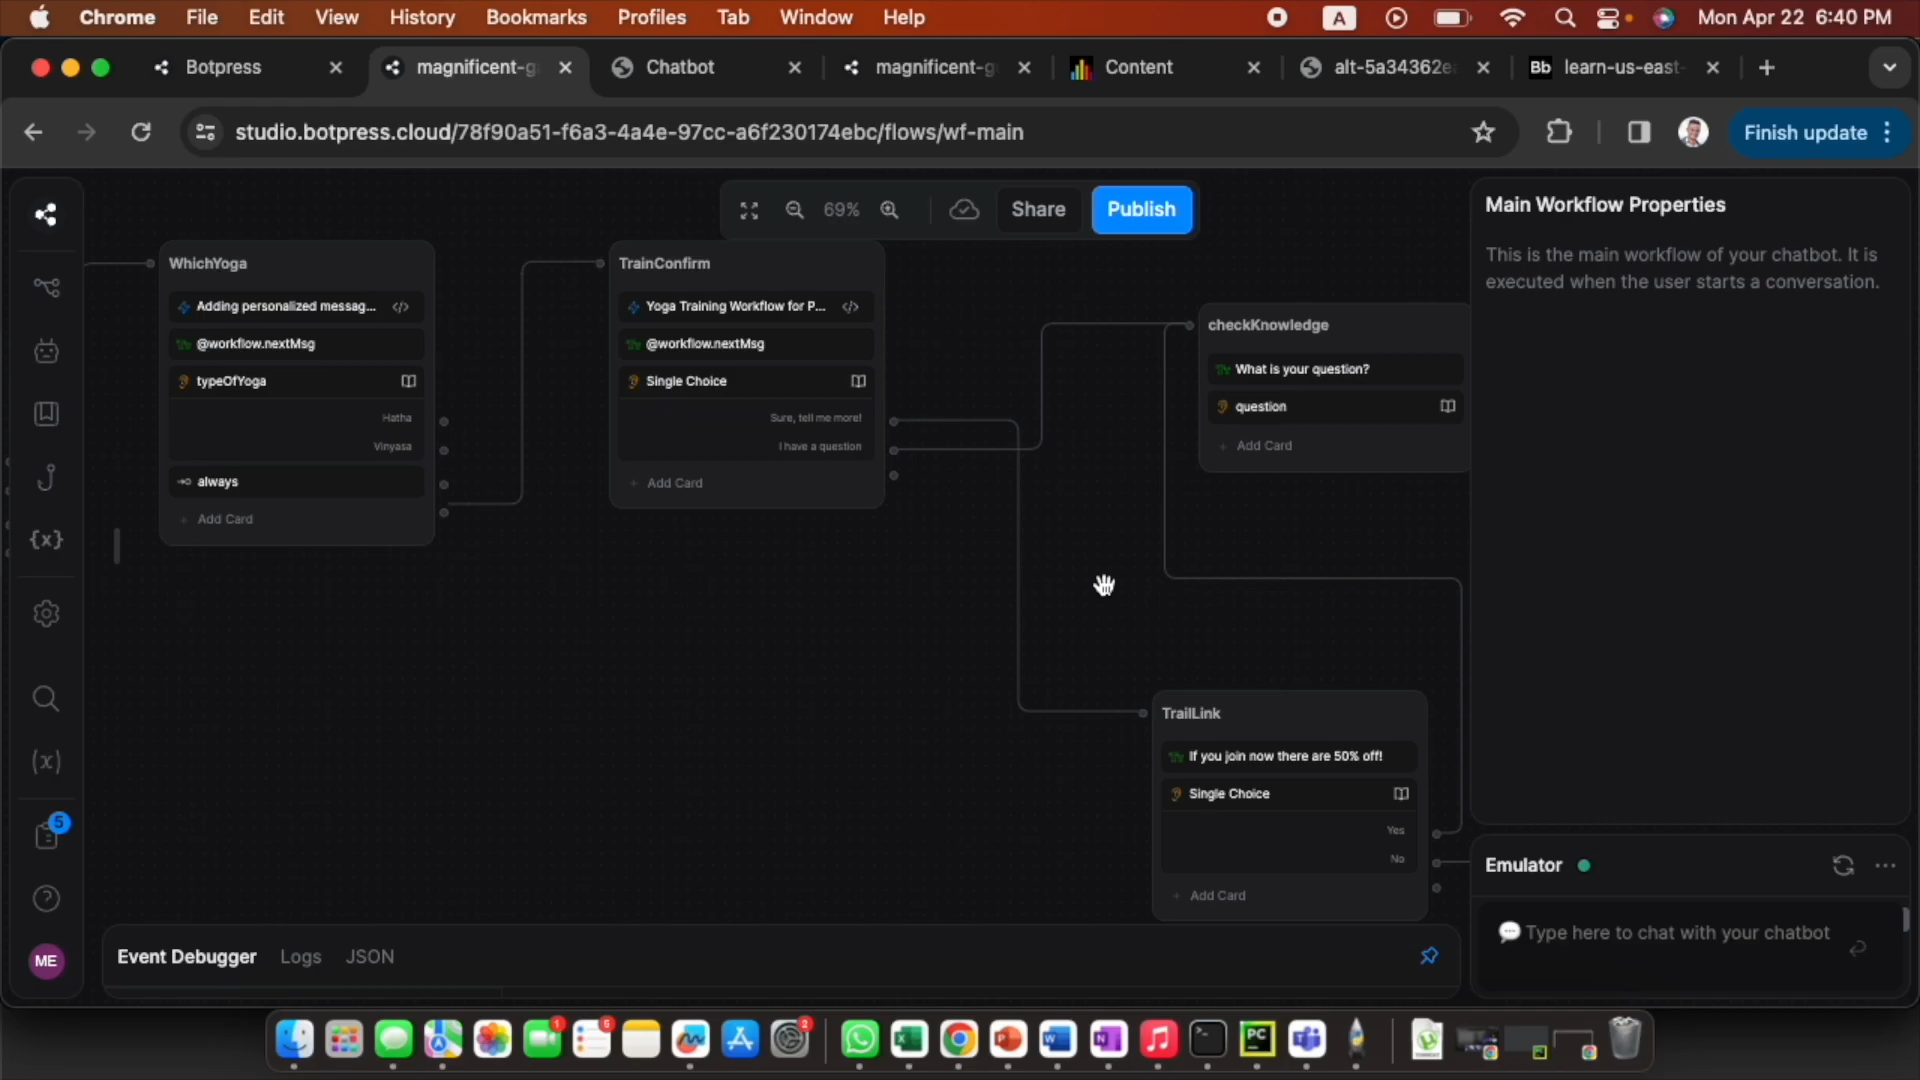 Chrome File Edit View History Bookmarks Profiles Tab Window Help A Mon Apr 22 6:40 PM
Botpress magnificent-g Chatbot magnificent-g Content alt-5a34362e Bb learn-us-east-
studio.botpress.cloud/78f90a51-f6a3-4a4e-97cc-a6f230174ebc/flows/wf-main Finish update
69% Share Publish
Main Workflow Properties
This is the main workflow of your chatbot. It is
executed when the user starts a conversation.
WhichYoga
Adding personalized messag... </>
@workflow.nextMsg
typeOfYoga
Hatha
Vinyasa
always
+ Add Card
TrainConfirm
Yoga Training Workflow for P... </>
@workflow.nextMsg
Single Choice
Sure, tell me more!
I have a question
+ Add Card
checkKnowledge
What is your question?
question
+ Add Card
TrailLink
If you join now there are 50% off!
Single Choice
Yes
No
+ Add Card
{x}
(x)
5
ME
Emulator
Type here to chat with your chatbot
Event Debugger Logs JSON
1 5 2
PC